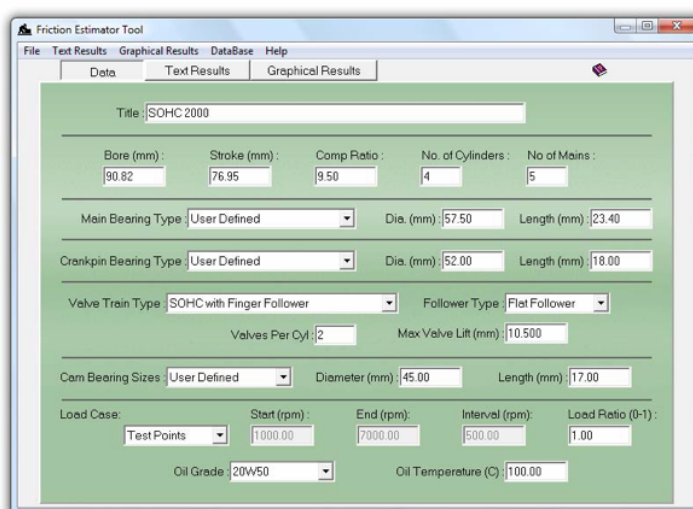 Friction Estimator Tool
File Text Results Graphical Results DataBase Help
Data Text Results Graphical Results
Title : SOHC 2000
Bore (mm) : Stroke (mm) : Comp Ratio : No. of Cylinders : No of Mains :
90.82 76.95 9.50 4 5
Main Bearing Type : User Defined Dia. (mm) : 57.50 Length (mm) : 23.40
Crankpin Bearing Type : User Defined Dia. (mm) : 52.00 Length (mm) : 18.00
Valve Train Type : SOHC with Finger Follower Follower Type : Flat Follower
Valves Per Cyl : 2 Max Valve Lift (mm) : 10.500
Cam Bearing Sizes : User Defined Diameter (mm) : 45.00 Length (mm) : 17.00
Load Case: Start (rpm) : End (rpm): Interval (rpm): Load Ratio (0-1) :
Test Points 1000.00 7000.00 500.00 1.00
Oil Grade : 20W50 Oil Temperature (C) : 100.00